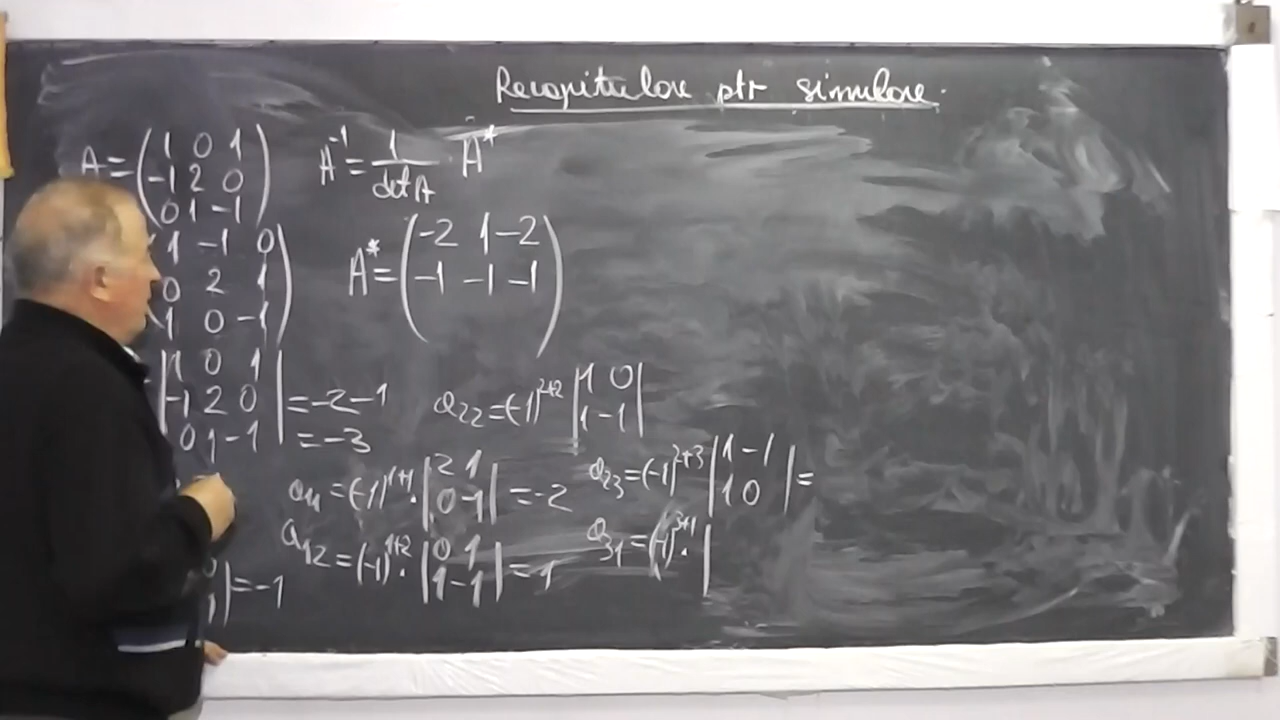 Recapitulare ptr simulare.
A = ( 1 0 1
-1 2 0
0 1 -1 )
A^-1 = 1/detA · A*
1 -1 0
0 2 1
1 0 -1 )
A* = ( -2 1 -2
-1 -1 -1 )
| 1 0 1
-1 2 0
0 1 -1 | = -2-1
= -3
a22 = (-1)^2+2 | 1 0
1 -1 |
a11 = (-1)^1+1 · | 2 1
0 -1 | = -2
a23 = (-1)^2+3 | 1 -1
1 0 | =
a12 = (-1)^1+2 · | 0 1
1 -1 | = 1
a31 = (-1)^3+1 · |
| = -1